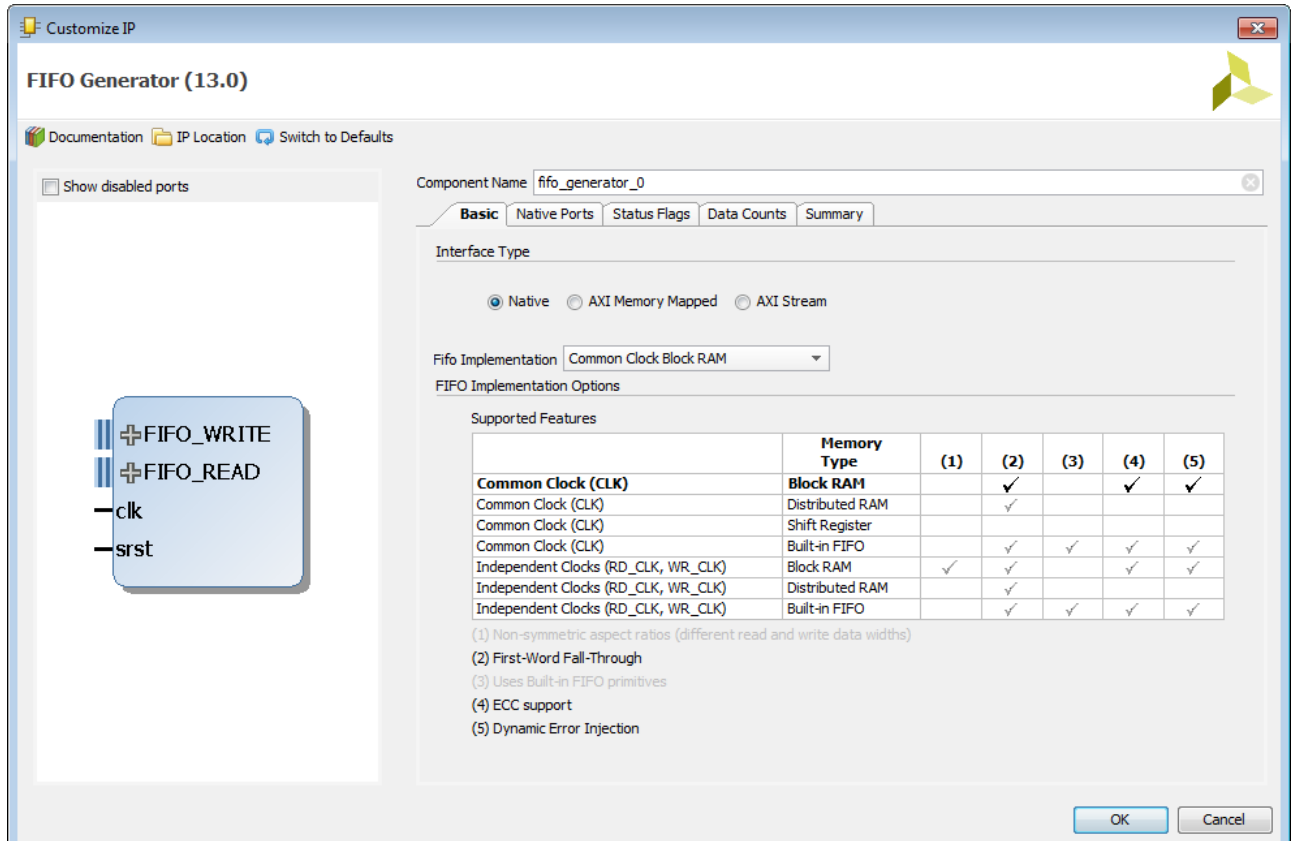 Customize IP
FIFO Generator (13.0)
Documentation IP Location Switch to Defaults
Show disabled ports
FIFO_WRITE
FIFO_READ
clk
srst
Component Name fifo_generator_0
Basic Native Ports Status Flags Data Counts Summary
Interface Type
Native AXI Memory Mapped AXI Stream
Fifo Implementation Common Clock Block RAM
FIFO Implementation Options
Supported Features
Memory
Type (1) (2) (3) (4) (5)
Common Clock (CLK) Block RAM ✓ ✓ ✓
Common Clock (CLK) Distributed RAM ✓
Common Clock (CLK) Shift Register
Common Clock (CLK) Built-in FIFO ✓ ✓ ✓ ✓
Independent Clocks (RD_CLK, WR_CLK) Block RAM ✓ ✓ ✓ ✓
Independent Clocks (RD_CLK, WR_CLK) Distributed RAM ✓
Independent Clocks (RD_CLK, WR_CLK) Built-in FIFO ✓ ✓ ✓ ✓
(1) Non-symmetric aspect ratios (different read and write data widths)
(2) First-Word Fall-Through
(3) Uses Built-in FIFO primitives
(4) ECC support
(5) Dynamic Error Injection
OK Cancel